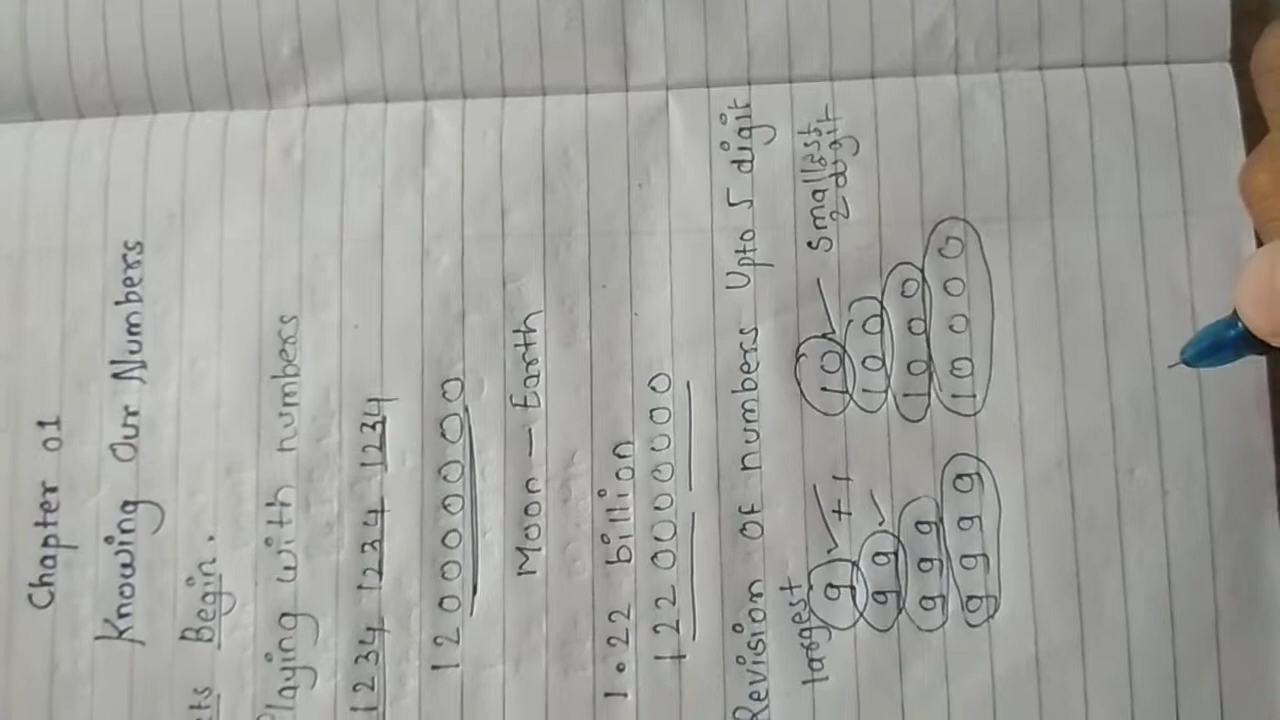 Chapter 01
Knowing Our Numbers
ets Begin.
Playing with numbers
1234 1234 1234
1200000000
Moon - Earth
1.22 billion
1220000000
Revision of numbers Upto 5 digit
largest
9 + 1 10 smallest 2 digit
99 100
999 1000
9999 10000